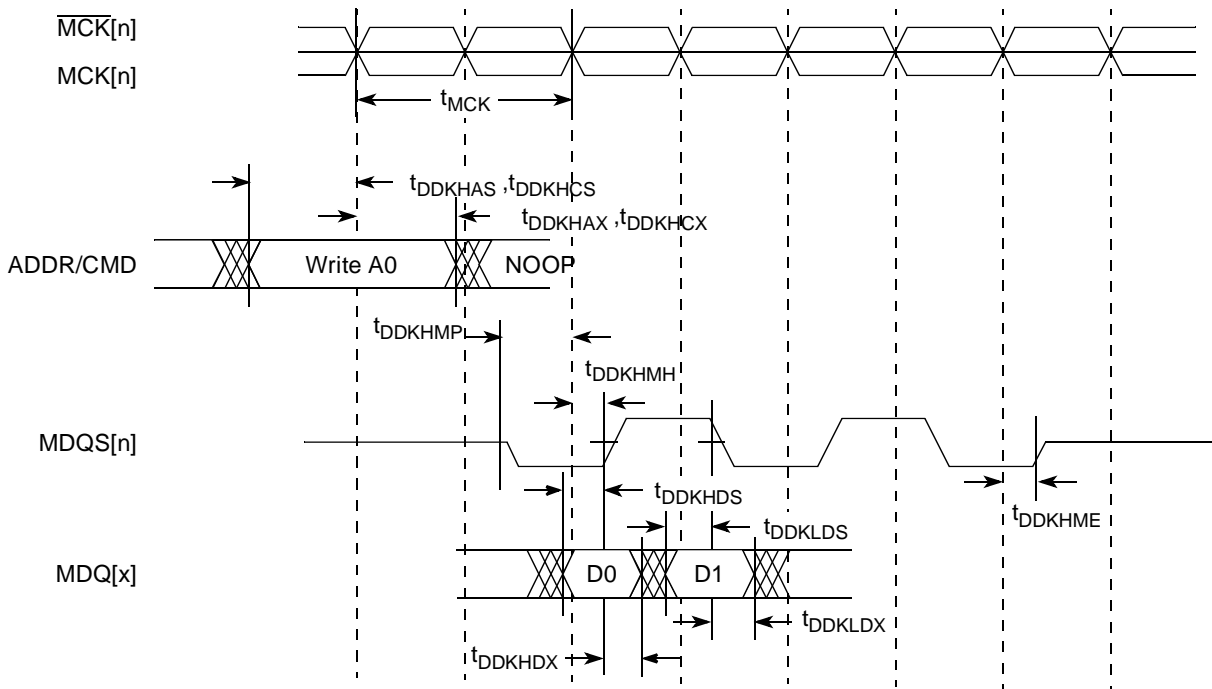 MCK[n]
MCK[n]
tMCK
tDDKHAS ,tDDKHCS
tDDKHAX ,tDDKHCX
ADDR/CMD
Write A0
NOOP
tDDKHMP
tDDKHMH
MDQS[n]
tDDKHDS
tDDKHME
tDDKLDS
MDQ[x]
D0
D1
tDDKLDX
tDDKHDX